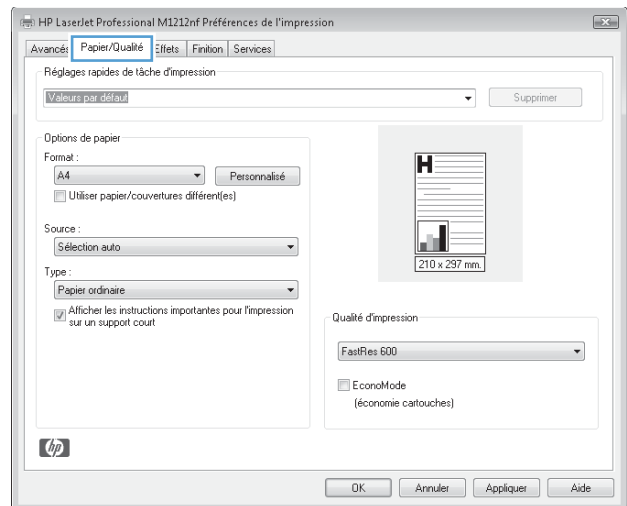 HP LaserJet Professional M1212nf Préférences de l'impression
Avancés Papier/Qualité Effets Finition Services
Réglages rapides de tâche d'impression
Valeurs par défaut
Supprimer
Options de papier
Format :
A4
Personnalisé
Utiliser papier/couvertures différent(es)
Source :
Sélection auto
Type :
Papier ordinaire
Afficher les instructions importantes pour l'impression
sur un support court
H
210 x 297 mm.
Qualité d'impression
FastRes 600
EconoMode
(économie cartouches)
hp
OK Annuler Appliquer Aide